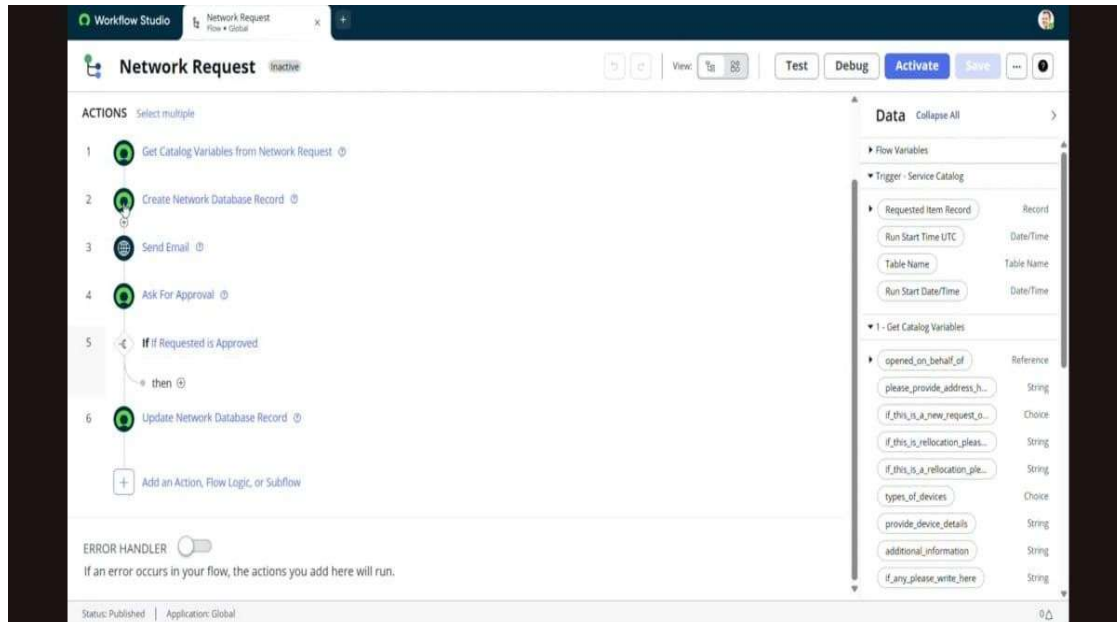 Workflow Studio
Network Request
Flow • Global
Network Request Inactive
View:
Test Debug Activate Save
ACTIONS Select multiple
1 Get Catalog Variables from Network Request
2 Create Network Database Record
3 Send Email
4 Ask For Approval
5 If If Requested is Approved
then
6 Update Network Database Record
Add an Action, Flow Logic, or Subflow
ERROR HANDLER
If an error occurs in your flow, the actions you add here will run.
Data Collapse All
Flow Variables
Trigger - Service Catalog
Requested Item Record Record
Run Start Time UTC Date/Time
Table Name Table Name
Run Start Date/Time Date/Time
1 - Get Catalog Variables
opened_on_behalf_of Reference
please_provide_address_h... String
if_this_is_a_new_request_o... Choice
if_this_is_rellocation_pleas... String
if_this_is_a_rellocation_ple... String
types_of_devices Choice
provide_device_details String
additional_information String
if_any_please_write_here String
Status: Published | Application: Global
0